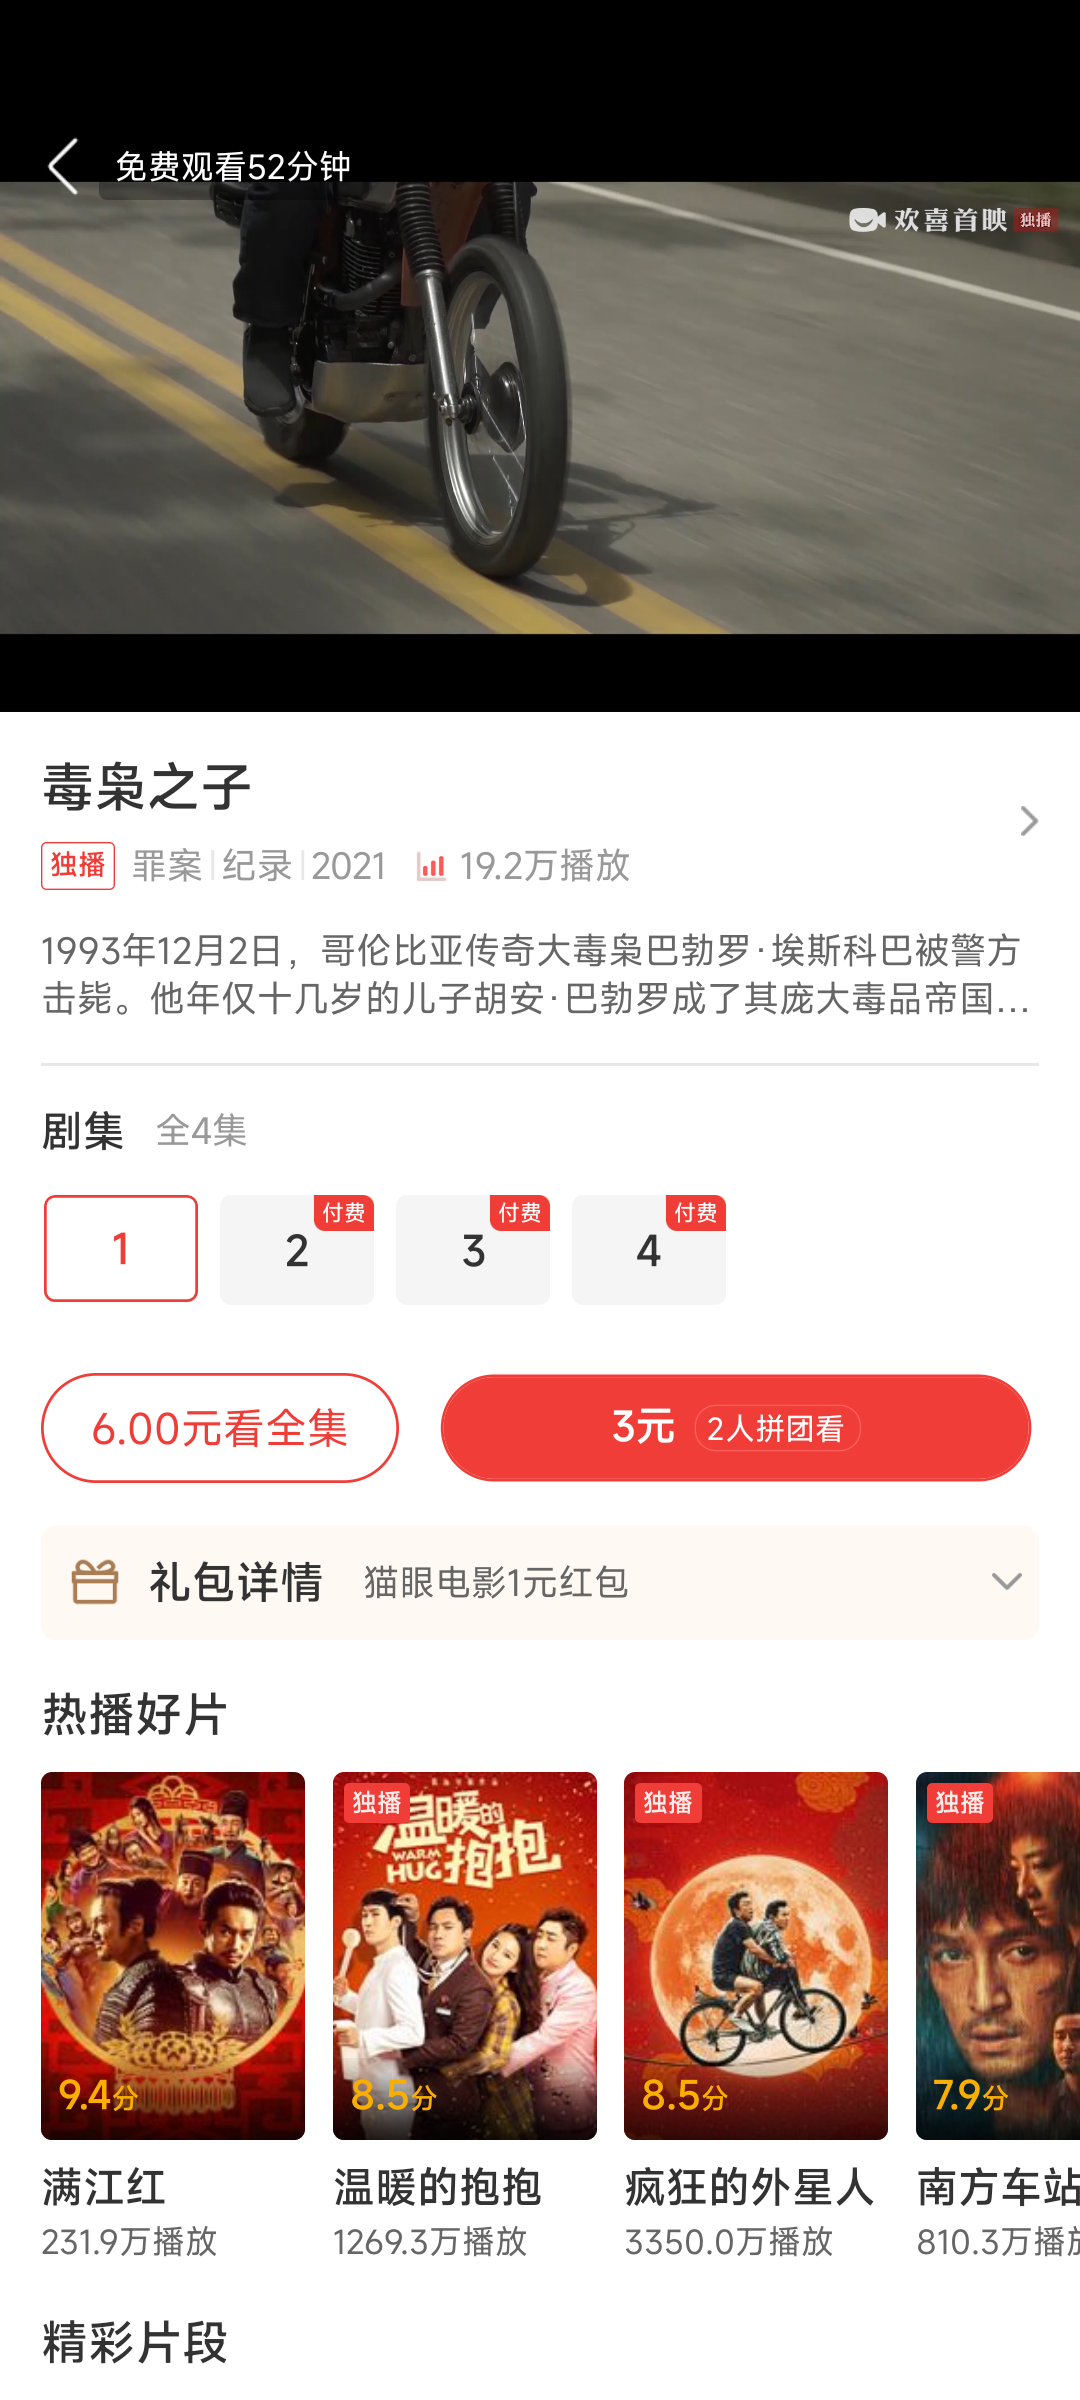 免费观看52分钟
欢喜首映 独播
毒枭之子
独播 罪案 纪录 2021 19.2万播放
1993年12月2日，哥伦比亚传奇大毒枭巴勃罗·埃斯科巴被警方
击毙。他年仅十几岁的儿子胡安·巴勃罗成了其庞大毒品帝国...
剧集 全4集
1
2 付费
3 付费
4 付费
6.00元看全集
3元 2人拼团看
礼包详情 猫眼电影1元红包
热播好片
9.4分
独播
温暖的抱抱
WARM HUG
8.5分
独播
8.5分
独播
7.9分
满江红
231.9万播放
温暖的抱抱
1269.3万播放
疯狂的外星人
3350.0万播放
南方车站
810.3万播放
精彩片段